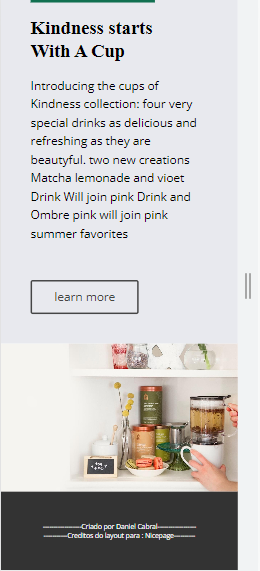 Kindness starts
With A Cup
Introducing the cups of
Kindness collection: four very
special drinks as delicious and
refreshing as they are
beautyful. two new creations
Matcha lemonade and vioet
Drink Will join pink Drink and
Ombre pink will join pink
summer favorites
learn more
-----------------Criado por Daniel Cabral-----------------
----------Creditos do layout para : Nicepage---------